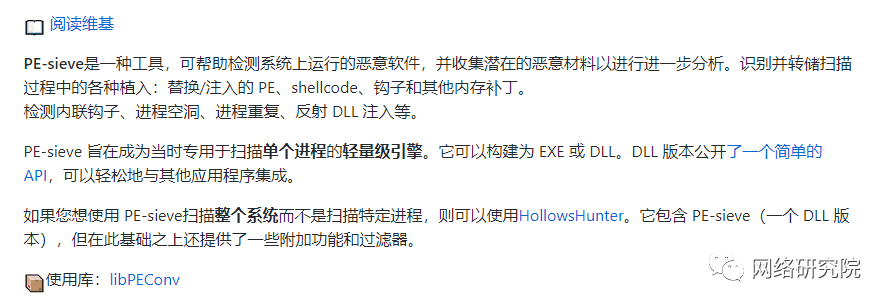 阅读维基
PE-sieve是一种工具，可帮助检测系统上运行的恶意软件，并收集潜在的恶意材料以进行进一步分析。识别并转储扫描
过程中的各种植入：替换/注入的 PE、shellcode、钩子和其他内存补丁。
检测内联钩子、进程空洞、进程重复、反射 DLL 注入等。
PE-sieve 旨在成为当时专用于扫描单个进程的轻量级引擎。它可以构建为 EXE 或 DLL。DLL 版本公开了一个简单的
API，可以轻松地与其他应用程序集成。
如果您想使用 PE-sieve扫描整个系统而不是扫描特定进程，则可以使用HollowsHunter。它包含 PE-sieve（一个 DLL 版
本），但在此基础之上还提供了一些附加功能和过滤器。
使用库：libPEConv
网络研究院